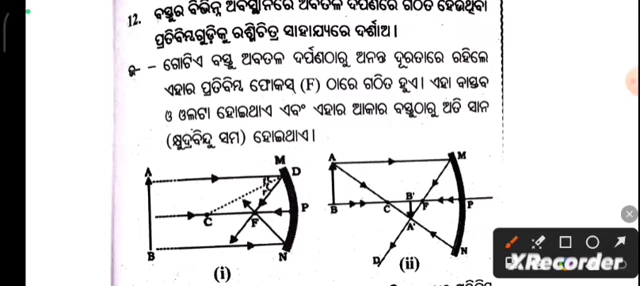 12. ବସ୍ତୁର ବିଭିନ୍ନ ଅବସ୍ଥାନରେ ଅବତଳ ଦର୍ପଣରେ ଗଠିତ ହେଉଥିବା
ପ୍ରତିବିମ୍ବଗୁଡ଼ିକୁ ରଶ୍ମିଚିତ୍ର ସାହାଯ୍ୟରେ ଦର୍ଶାଅ।
ଉ- - ଗୋଟିଏ ବସ୍ତୁ ଅବତଳ ଦର୍ପଣଠାରୁ ଅନନ୍ତ ଦୂରତାରେ ରହିଲେ
ଏହାର ପ୍ରତିବିମ୍ବ ଫୋକସ୍ (F) ଠାରେ ଗଠିତ ହୁଏ। ଏହା ବାସ୍ତବ
ଓ ଓଲଟା ହୋଇଥାଏ ଏବଂ ଏହାର ଆକାର ବସ୍ତୁଠାରୁ ଅତି ସାନ
(କ୍ଷୁଦ୍ରବିନ୍ଦୁ ସମ) ହୋଇଥାଏ।
A M D C F P B N
(i)
A M B C B' F P A' D N
(ii)
XRecorder